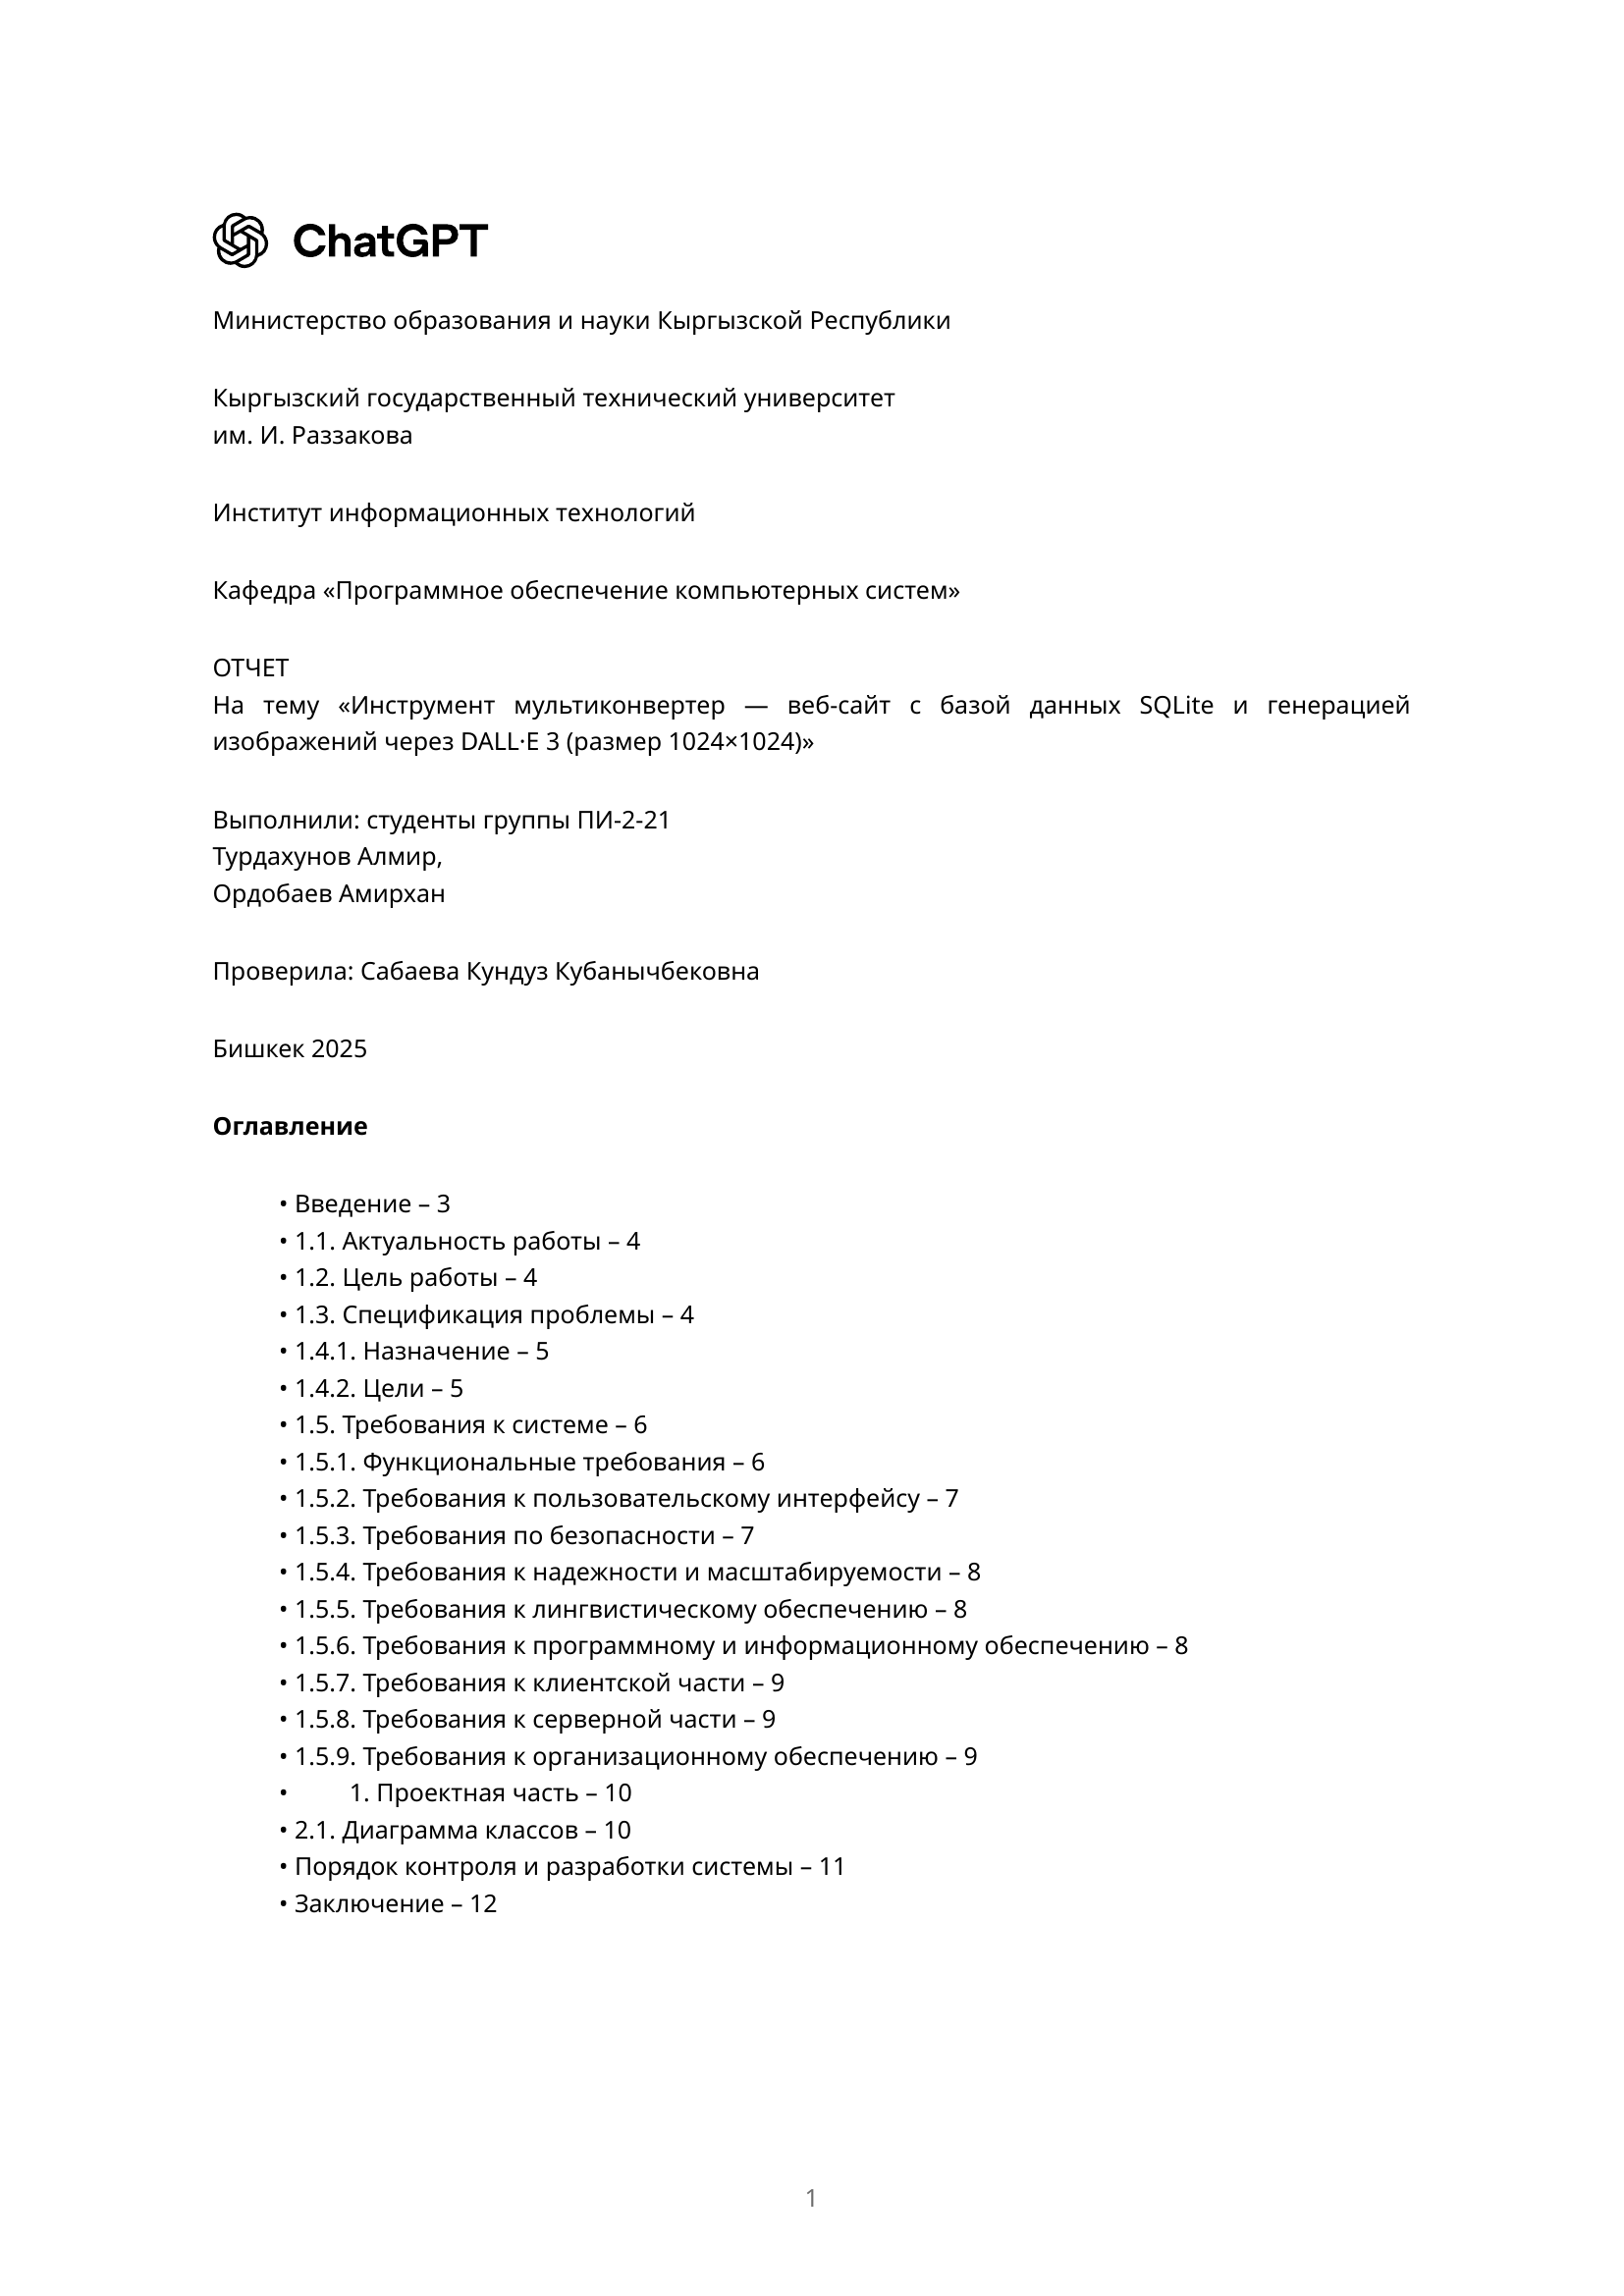 ChatGPT
Министерство образования и науки Кыргызской Республики
Кыргызский государственный технический университет
им. И. Раззакова
Институт информационных технологий
Кафедра «Программное обеспечение компьютерных систем»
ОТЧЕТ
На тему «Инструмент мультиконвертер — веб-сайт с базой данных SQLite и генерацией
изображений через DALL·E 3 (размер 1024×1024)»
Выполнили: студенты группы ПИ-2-21
Турдахунов Алмир,
Ордобаев Амирхан
Проверила: Сабаева Кундуз Кубанычбековна
Бишкек 2025
Оглавление
• Введение – 3
• 1.1. Актуальность работы – 4
• 1.2. Цель работы – 4
• 1.3. Спецификация проблемы – 4
• 1.4.1. Назначение – 5
• 1.4.2. Цели – 5
• 1.5. Требования к системе – 6
• 1.5.1. Функциональные требования – 6
• 1.5.2. Требования к пользовательскому интерфейсу – 7
• 1.5.3. Требования по безопасности – 7
• 1.5.4. Требования к надежности и масштабируемости – 8
• 1.5.5. Требования к лингвистическому обеспечению – 8
• 1.5.6. Требования к программному и информационному обеспечению – 8
• 1.5.7. Требования к клиентской части – 9
• 1.5.8. Требования к серверной части – 9
• 1.5.9. Требования к организационному обеспечению – 9
• 1. Проектная часть – 10
• 2.1. Диаграмма классов – 10
• Порядок контроля и разработки системы – 11
• Заключение – 12
1